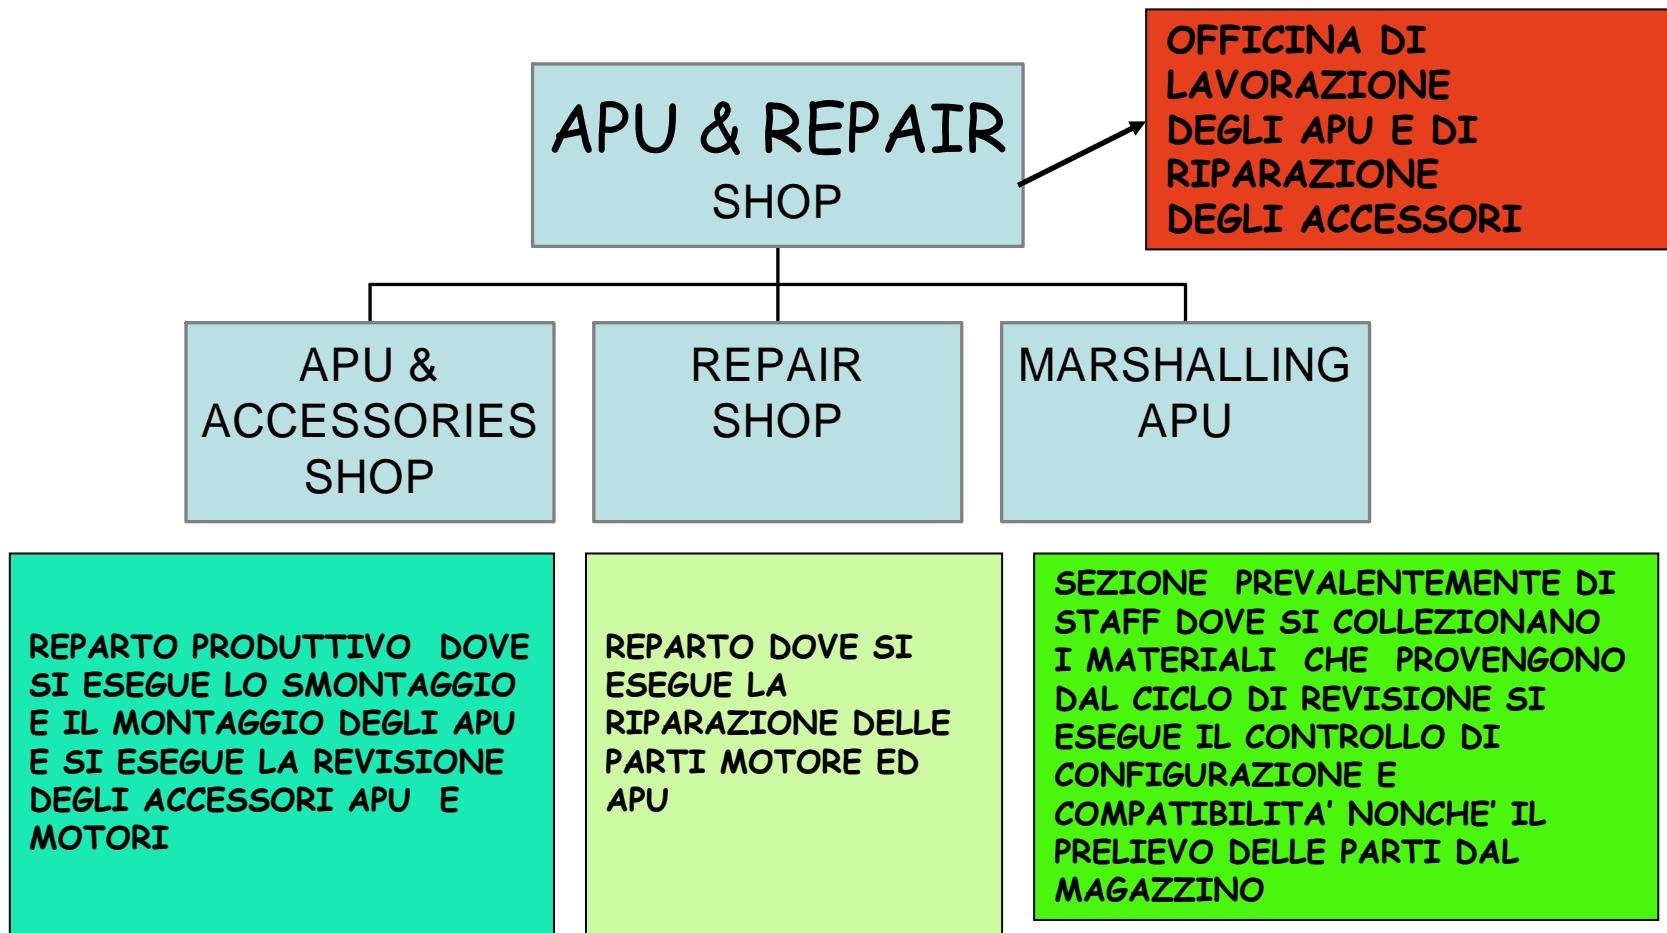 APU & REPAIR
SHOP
OFFICINA DI
LAVORAZIONE
DEGLI APU E DI
RIPARAZIONE
DEGLI ACCESSORI
APU &
ACCESSORIES
SHOP
REPAIR
SHOP
MARSHALLING
APU
REPARTO PRODUTTIVO DOVE
SI ESEGUE LO SMONTAGGIO
E IL MONTAGGIO DEGLI APU
E SI ESEGUE LA REVISIONE
DEGLI ACCESSORI APU E
MOTORI
REPARTO DOVE SI
ESEGUE LA
RIPARAZIONE DELLE
PARTI MOTORE ED
APU
SEZIONE PREVALENTEMENTE DI
STAFF DOVE SI COLLEZIONANO
I MATERIALI CHE PROVENGONO
DAL CICLO DI REVISIONE SI
ESEGUE IL CONTROLLO DI
CONFIGURAZIONE E
COMPATIBILITA’ NONCHE’ IL
PRELIEVO DELLE PARTI DAL
MAGAZZINO